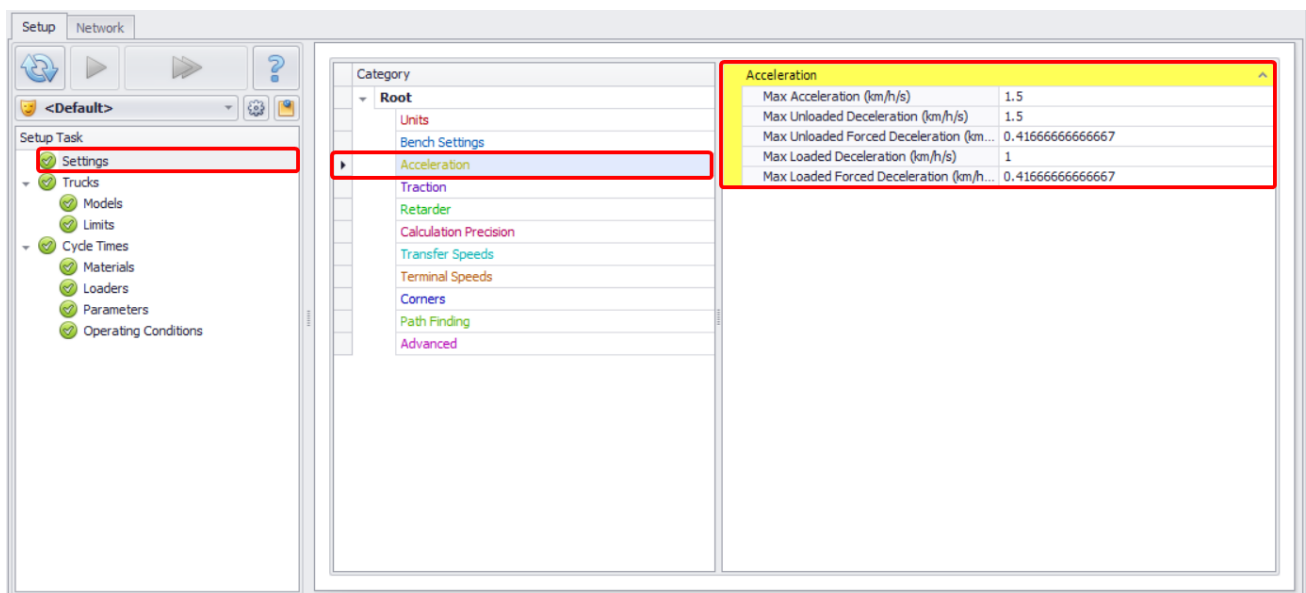 Setup Network
<Default>
Setup Task
Settings
Trucks
Models
Limits
Cycle Times
Materials
Loaders
Parameters
Operating Conditions
Category
Root
Units
Bench Settings
Acceleration
Traction
Retarder
Calculation Precision
Transfer Speeds
Terminal Speeds
Corners
Path Finding
Advanced
Acceleration
Max Acceleration (km/h/s) 1.5
Max Unloaded Deceleration (km/h/s) 1.5
Max Unloaded Forced Deceleration (km... 0.41666666666667
Max Loaded Deceleration (km/h/s) 1
Max Loaded Forced Deceleration (km/h... 0.41666666666667